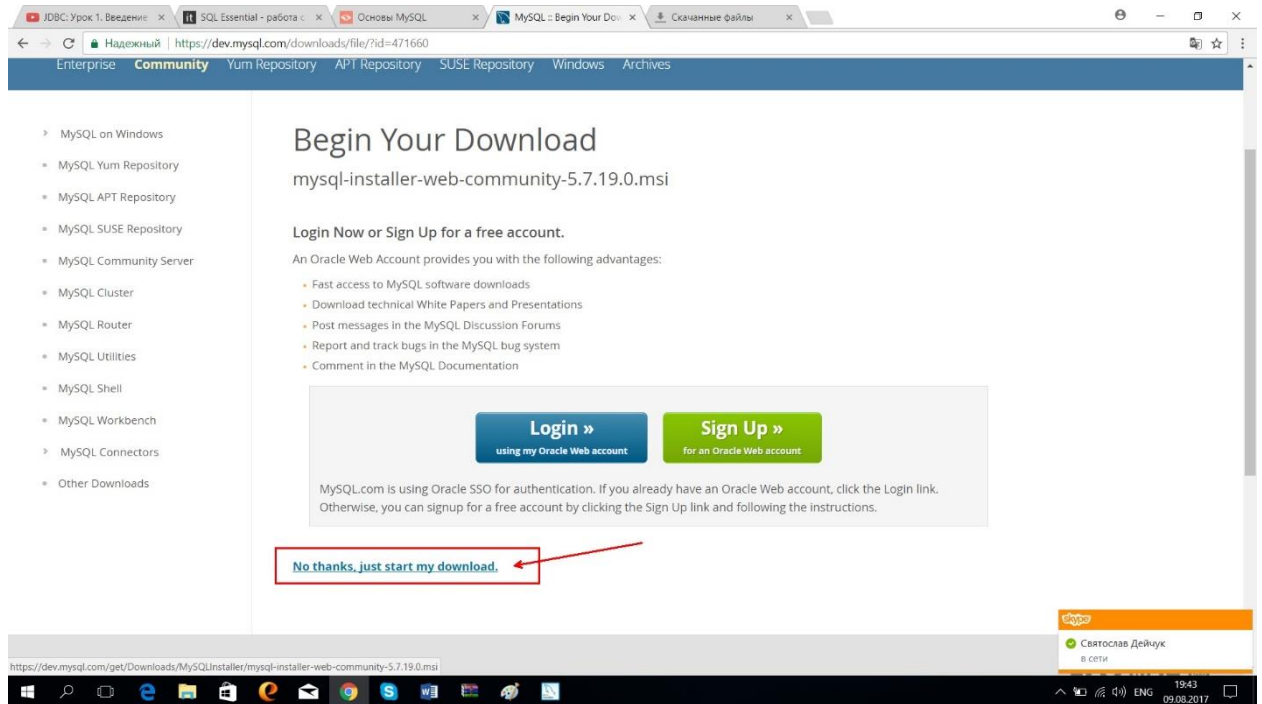 JDBC: Урок 1. Введение
SQL Essential - работа с
Основы MySQL
MySQL :: Begin Your Dov
Скачанные файлы
Надежный
https://dev.mysql.com/downloads/file/?id=471660
Enterprise Community Yum Repository APT Repository SUSE Repository Windows Archives
MySQL on Windows
MySQL Yum Repository
MySQL APT Repository
MySQL SUSE Repository
MySQL Community Server
MySQL Cluster
MySQL Router
MySQL Utilities
MySQL Shell
MySQL Workbench
MySQL Connectors
Other Downloads
Begin Your Download
mysql-installer-web-community-5.7.19.0.msi
Login Now or Sign Up for a free account.
An Oracle Web Account provides you with the following advantages:
Fast access to MySQL software downloads
Download technical White Papers and Presentations
Post messages in the MySQL Discussion Forums
Report and track bugs in the MySQL bug system
Comment in the MySQL Documentation
Login »
using my Oracle Web account
Sign Up »
for an Oracle Web account
MySQL.com is using Oracle SSO for authentication. If you already have an Oracle Web account, click the Login link.
Otherwise, you can signup for a free account by clicking the Sign Up link and following the instructions.
No thanks, just start my download.
skype
Святослав Дейчук
в сети
https://dev.mysql.com/get/Downloads/MySQLInstaller/mysql-installer-web-community-5.7.19.0.msi
ENG
19:43
09.08.2017